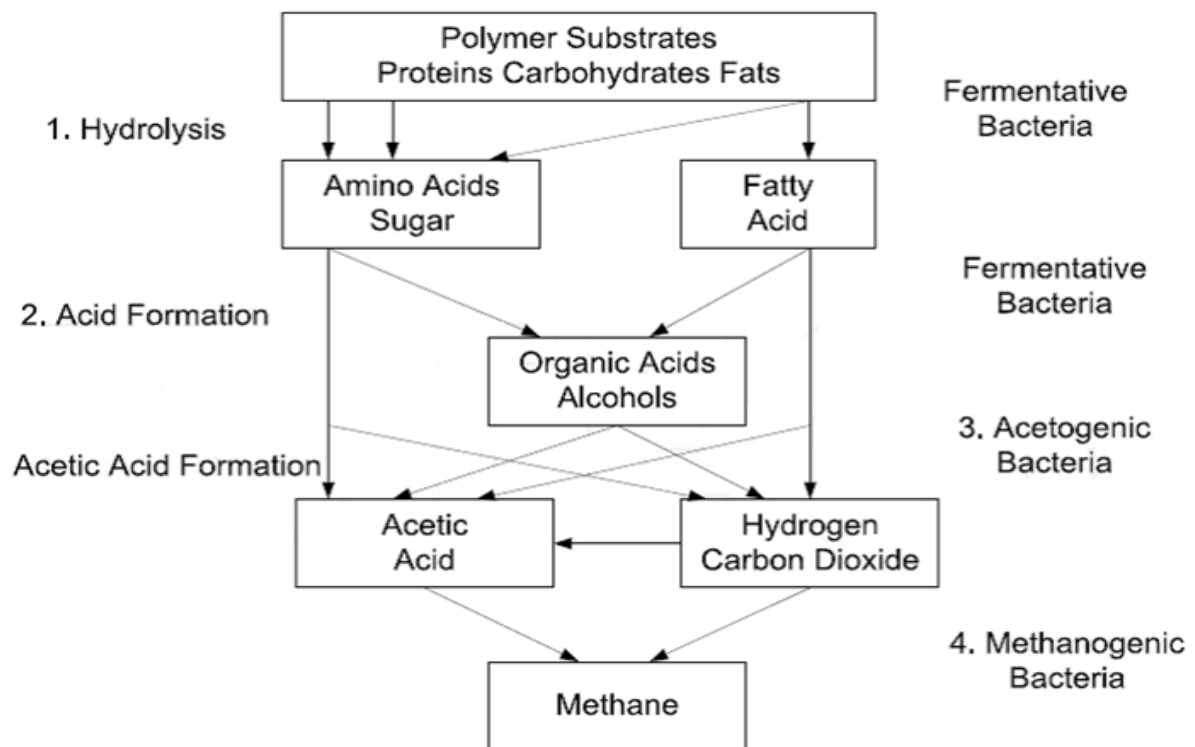 Polymer Substrates
Proteins Carbohydrates Fats
Fermentative
Bacteria
1. Hydrolysis
Amino Acids
Sugar
Fatty
Acid
Fermentative
Bacteria
2. Acid Formation
Organic Acids
Alcohols
3. Acetogenic
Bacteria
Acetic Acid Formation
Acetic
Acid
Hydrogen
Carbon Dioxide
4. Methanogenic
Bacteria
Methane